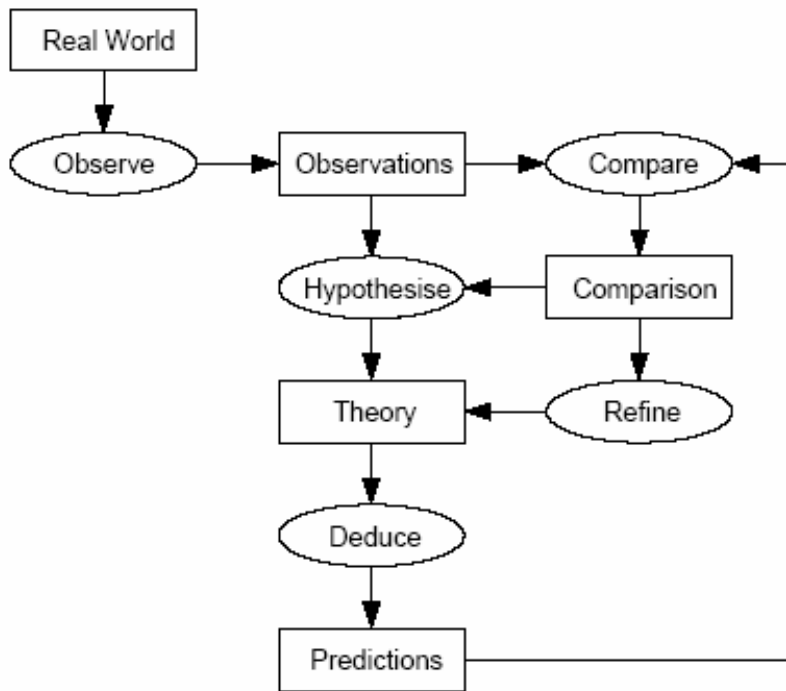 Real World
Observe
Observations
Compare
Hypothesise
Comparison
Theory
Refine
Deduce
Predictions